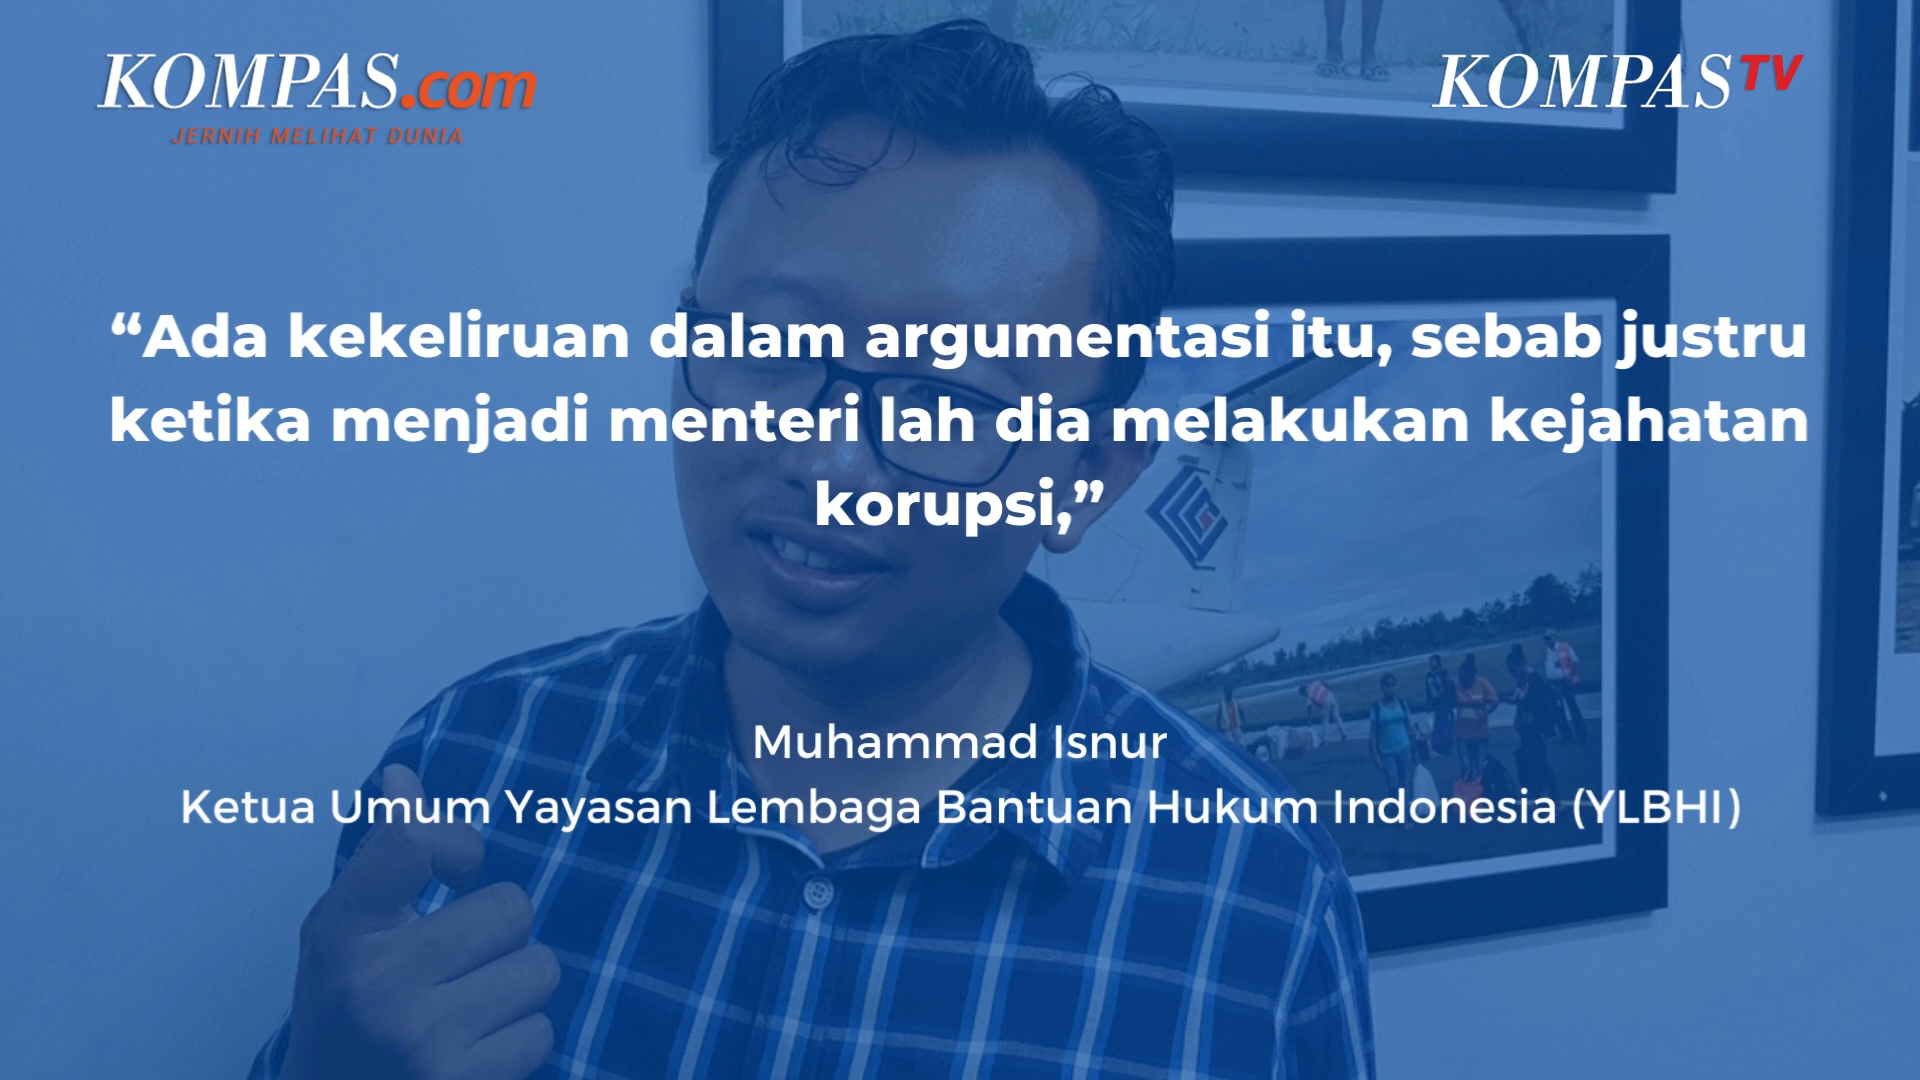 KOMPAS.com
JERNIH MELIHAT DUNIA
KOMPASTV
“Ada kekeliruan dalam argumentasi itu, sebab justru
ketika menjadi menteri lah dia melakukan kejahatan
korupsi,”
Muhammad Isnur
Ketua Umum Yayasan Lembaga Bantuan Hukum Indonesia (YLBHI)